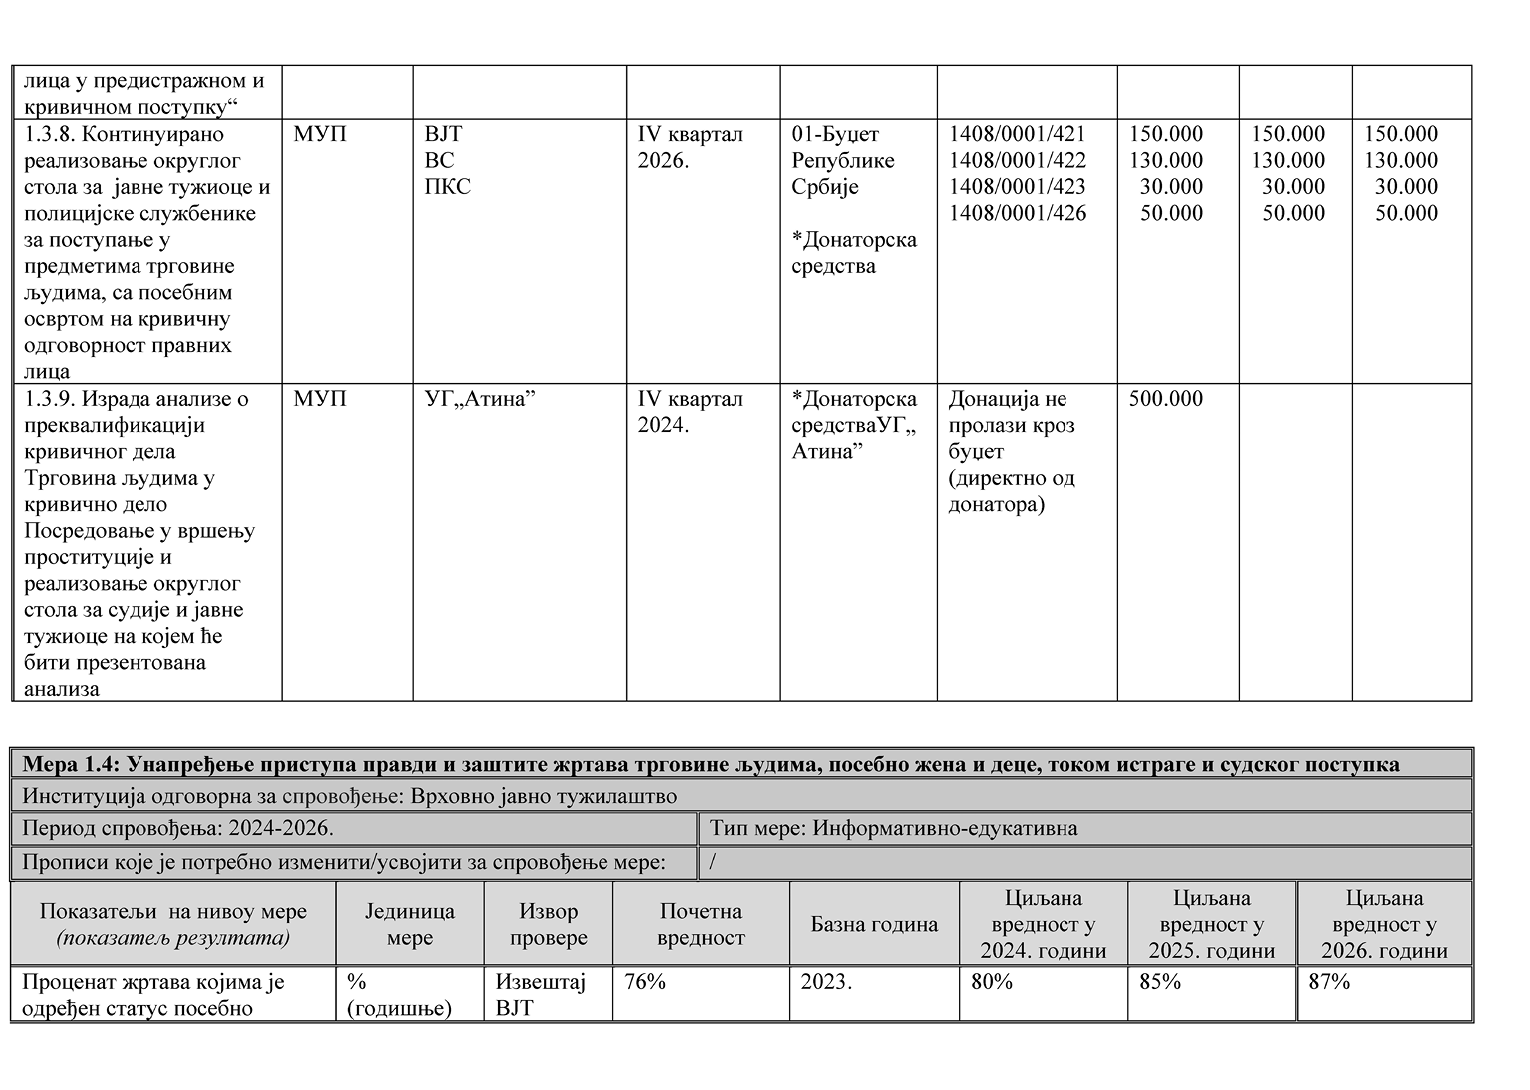 лица у предистражном и
кривичном поступку“
1.3.8. Континуирано
реализовање округлог
стола за јавне тужиоце и
полицијске службенике
за поступање у
предметима трговине
људима, са посебним
освртом на кривичну
одговорност правних
лица
МУП
ВЈТ
ВС
ПКС
IV квартал
2026.
01-Буџет
Републике
Србије
*Донаторска
средства
1408/0001/421
1408/0001/422
1408/0001/423
1408/0001/426
150.000
130.000
30.000
50.000
150.000
130.000
30.000
50.000
150.000
130.000
30.000
50.000
1.3.9. Израда анализе о
преквалификацији
кривичног дела
Трговина људима у
кривично дело
Посредовање у вршењу
проституције и
реализовање округлог
стола за судије и јавне
тужиоце на којем ће
бити презентована
анализа
МУП
УГ„Атина”
IV квартал
2024.
*Донаторска
средстваУГ„
Атина”
Донација не
пролази кроз
буџет
(директно од
донатора)
500.000
Мера 1.4: Унапређење приступа правди и заштите жртава трговине људима, посебно жена и деце, током истраге и судског поступка
Институција одговорна за спровођење: Врховно јавно тужилаштво
Период спровођења: 2024-2026.
Тип мере: Информативно-едукативна
Прописи које је потребно изменити/усвојити за спровођење мере:
/
Показатељи на нивоу мере
(показатељ резултата)
Јединица
мере
Извор
провере
Почетна
вредност
Базна година
Циљана
вредност у
2024. години
Циљана
вредност у
2025. години
Циљана
вредност у
2026. години
Проценат жртава којима је
одређен статус посебно
%
(годишње)
Извештај
ВЈТ
76%
2023.
80%
85%
87%